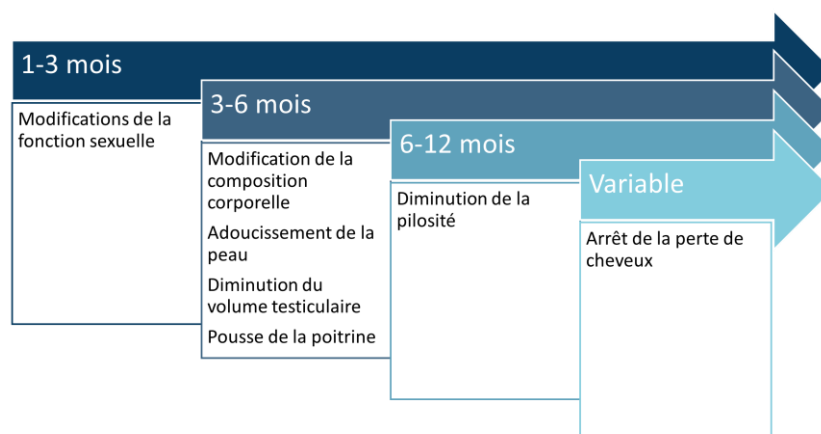 1-3 mois
Modifications de la
fonction sexuelle
3-6 mois
Modification de la
composition
corporelle
Adoucissement de la
peau
Diminution du
volume testiculaire
Pousse de la poitrine
6-12 mois
Diminution de la
pilosité
Variable
Arrêt de la perte de
cheveux